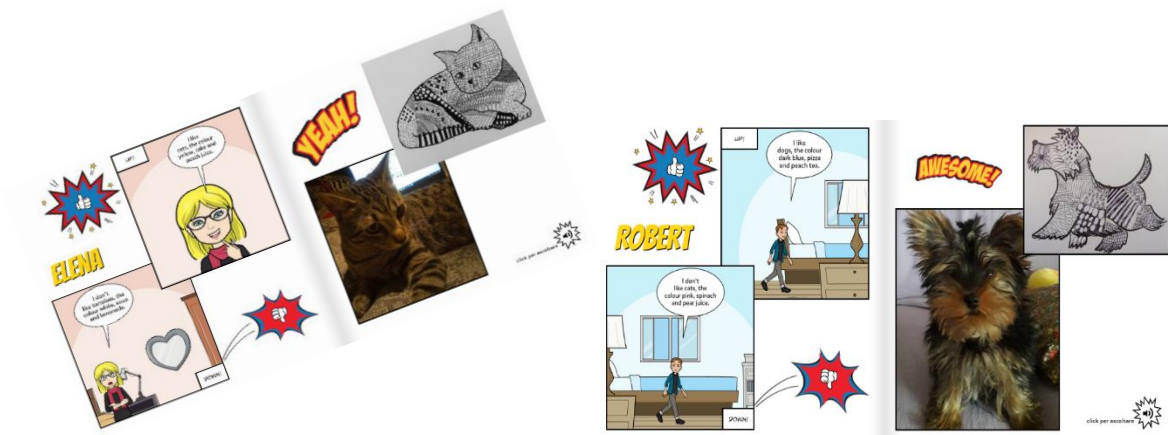 UP!
I like
cats, the colour
yellow, cake and
peach juice.
YEAH!
ELENA
I don't
like tortoises, the
colour white,
and lemonade.
DOWN!
click per ascoltare
UP!
I like
dogs, the colour
dark blue, pizza
and peach tea.
AWESOME!
ROBERT
I don't
like cats, the
colour pink, spinach
and pear juice.
DOWN!
click per ascoltare